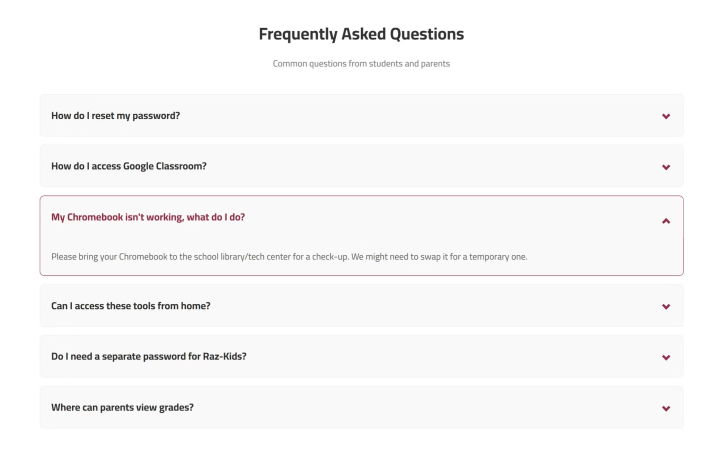 Frequently Asked Questions
Common questions from students and parents
How do I reset my password?
How do I access Google Classroom?
My Chromebook isn't working, what do I do?
Please bring your Chromebook to the school library/tech center for a check-up. We might need to swap it for a temporary one.
Can I access these tools from home?
Do I need a separate password for Raz-Kids?
Where can parents view grades?